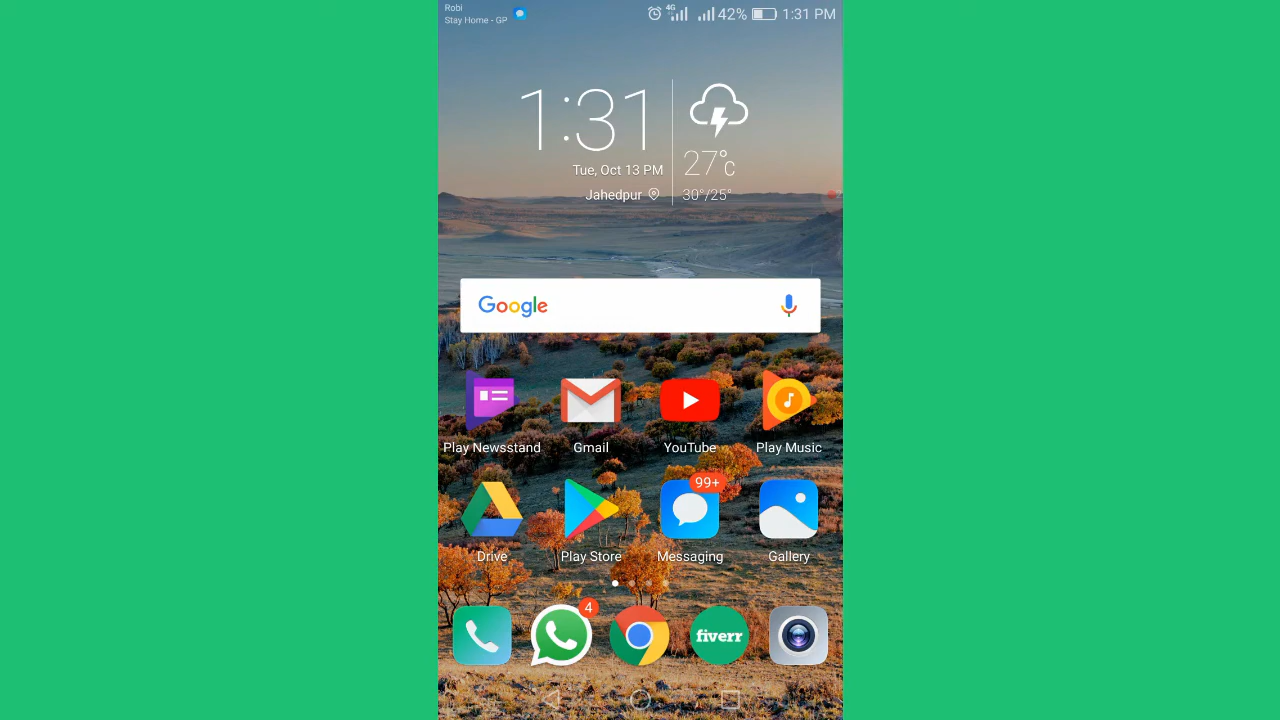 Robi
Stay Home - GP
4G
42%
1:31 PM
1:31
Tue, Oct 13 PM
Jahedpur
27°c
30°/25°
Google
Play Newsstand
Gmail
YouTube
Play Music
99+
Drive
Play Store
Messaging
Gallery
4
fiverr